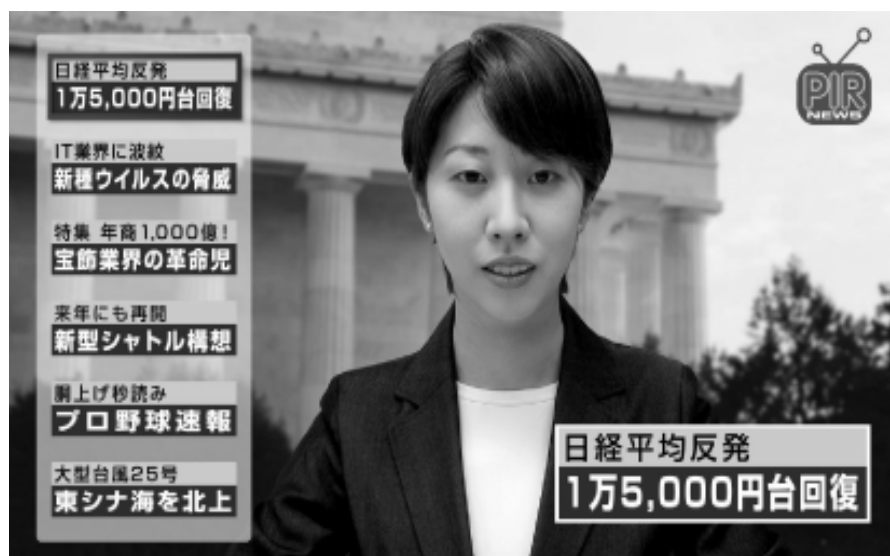 日経平均反発
1万5,000円台回復
IT業界に波紋
新種ウイルスの脅威
特集 年商1,000億!
宝飾業界の革命児
来年にも再開
新型シャトル構想
胴上げ秒読み
プロ野球速報
大型台風25号
東シナ海を北上
PIR
NEWS
日経平均反発
1万5,000円台回復